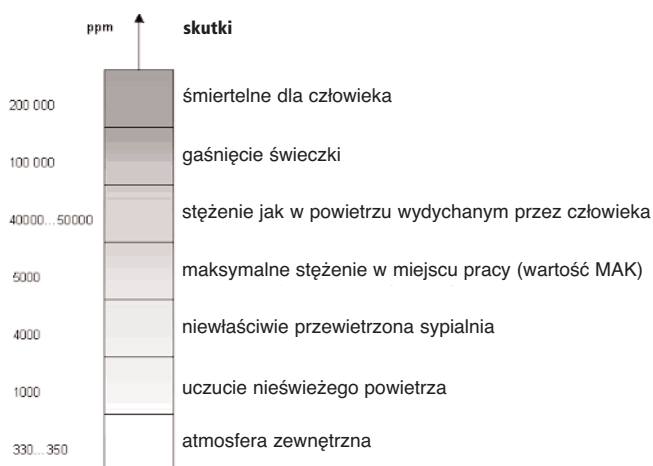 ppm skutki
200 000 śmiertelne dla człowieka
100 000 gaśnięcie świeczki
40000...50000 stężenie jak w powietrzu wydychanym przez człowieka
5000 maksymalne stężenie w miejscu pracy (wartość MAK)
4000 niewłaściwie przewietrzona sypialnia
1000 uczucie nieświeżego powietrza
330...350 atmosfera zewnętrzna